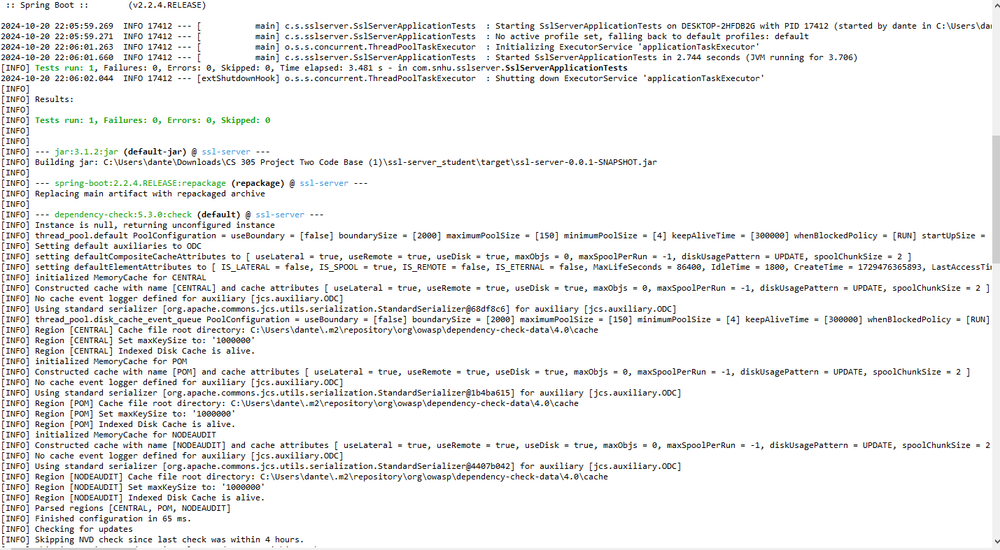 :: Spring Boot ::        (v2.2.4.RELEASE)
2024-10-20 22:05:59.269  INFO 17412 --- [           main] c.s.sslserver.SslServerApplicationTests  : Starting SslServerApplicationTests on DESKTOP-2HFDB2G with PID 17412 (started by dante in C:\Users\dan
2024-10-20 22:05:59.271  INFO 17412 --- [           main] c.s.sslserver.SslServerApplicationTests  : No active profile set, falling back to default profiles: default
2024-10-20 22:06:01.263  INFO 17412 --- [           main] o.s.s.concurrent.ThreadPoolTaskExecutor  : Initializing ExecutorService 'applicationTaskExecutor'
2024-10-20 22:06:01.660  INFO 17412 --- [           main] c.s.sslserver.SslServerApplicationTests  : Started SslServerApplicationTests in 2.744 seconds (JVM running for 3.706)
[INFO] Tests run: 1, Failures: 0, Errors: 0, Skipped: 0, Time elapsed: 3.481 s - in com.snhu.sslserver.SslServerApplicationTests
2024-10-20 22:06:02.044  INFO 17412 --- [extShutdownHook] o.s.s.concurrent.ThreadPoolTaskExecutor  : Shutting down ExecutorService 'applicationTaskExecutor'
[INFO]
[INFO] Results:
[INFO]
[INFO] Tests run: 1, Failures: 0, Errors: 0, Skipped: 0
[INFO]
[INFO]
[INFO] --- jar:3.1.2:jar (default-jar) @ ssl-server ---
[INFO] Building jar: C:\Users\dante\Downloads\CS 305 Project Two Code Base (1)\ssl-server_student\target\ssl-server-0.0.1-SNAPSHOT.jar
[INFO]
[INFO] --- spring-boot:2.2.4.RELEASE:repackage (repackage) @ ssl-server ---
[INFO] Replacing main artifact with repackaged archive
[INFO]
[INFO] --- dependency-check:5.3.0:check (default) @ ssl-server ---
[INFO] Instance is null, returning unconfigured instance
[INFO] thread_pool.default PoolConfiguration = useBoundary = [false] boundarySize = [2000] maximumPoolSize = [150] minimumPoolSize = [4] keepAliveTime = [300000] whenBlockedPolicy = [RUN] startUpSize =
[INFO] Setting default auxiliaries to ODC
[INFO] setting defaultCompositeCacheAttributes to [ useLateral = true, useRemote = true, useDisk = true, maxObjs = 0, maxSpoolPerRun = -1, diskUsagePattern = UPDATE, spoolChunkSize = 2 ]
[INFO] setting defaultElementAttributes to [ IS_LATERAL = false, IS_SPOOL = true, IS_REMOTE = false, IS_ETERNAL = false, MaxLifeSeconds = 86400, IdleTime = 1800, CreateTime = 1729476365893, LastAccessTi
[INFO] initialized MemoryCache for CENTRAL
[INFO] Constructed cache with name [CENTRAL] and cache attributes [ useLateral = true, useRemote = true, useDisk = true, maxObjs = 0, maxSpoolPerRun = -1, diskUsagePattern = UPDATE, spoolChunkSize = 2 ]
[INFO] No cache event logger defined for auxiliary [jcs.auxiliary.ODC]
[INFO] Using standard serializer [org.apache.commons.jcs.utils.serialization.StandardSerializer@68df8c6] for auxiliary [jcs.auxiliary.ODC]
[INFO] thread_pool.disk_cache_event_queue PoolConfiguration = useBoundary = [false] boundarySize = [2000] maximumPoolSize = [150] minimumPoolSize = [4] keepAliveTime = [300000] whenBlockedPolicy = [RUN]
[INFO] Region [CENTRAL] Cache file root directory: C:\Users\dante\.m2\repository\org\owasp\dependency-check-data\4.0\cache
[INFO] Region [CENTRAL] Set maxKeySize to: '1000000'
[INFO] Region [CENTRAL] Indexed Disk Cache is alive.
[INFO] initialized MemoryCache for POM
[INFO] Constructed cache with name [POM] and cache attributes [ useLateral = true, useRemote = true, useDisk = true, maxObjs = 0, maxSpoolPerRun = -1, diskUsagePattern = UPDATE, spoolChunkSize = 2 ]
[INFO] No cache event logger defined for auxiliary [jcs.auxiliary.ODC]
[INFO] Using standard serializer [org.apache.commons.jcs.utils.serialization.StandardSerializer@1b4ba615] for auxiliary [jcs.auxiliary.ODC]
[INFO] Region [POM] Cache file root directory: C:\Users\dante\.m2\repository\org\owasp\dependency-check-data\4.0\cache
[INFO] Region [POM] Set maxKeySize to: '1000000'
[INFO] Region [POM] Indexed Disk Cache is alive.
[INFO] initialized MemoryCache for NODEAUDIT
[INFO] Constructed cache with name [NODEAUDIT] and cache attributes [ useLateral = true, useRemote = true, useDisk = true, maxObjs = 0, maxSpoolPerRun = -1, diskUsagePattern = UPDATE, spoolChunkSize = 2
[INFO] No cache event logger defined for auxiliary [jcs.auxiliary.ODC]
[INFO] Using standard serializer [org.apache.commons.jcs.utils.serialization.StandardSerializer@4407b042] for auxiliary [jcs.auxiliary.ODC]
[INFO] Region [NODEAUDIT] Cache file root directory: C:\Users\dante\.m2\repository\org\owasp\dependency-check-data\4.0\cache
[INFO] Region [NODEAUDIT] Set maxKeySize to: '1000000'
[INFO] Region [NODEAUDIT] Indexed Disk Cache is alive.
[INFO] Parsed regions [CENTRAL, POM, NODEAUDIT]
[INFO] Finished configuration in 65 ms.
[INFO] Checking for updates
[INFO] Skipping NVD check since last check was within 4 hours.